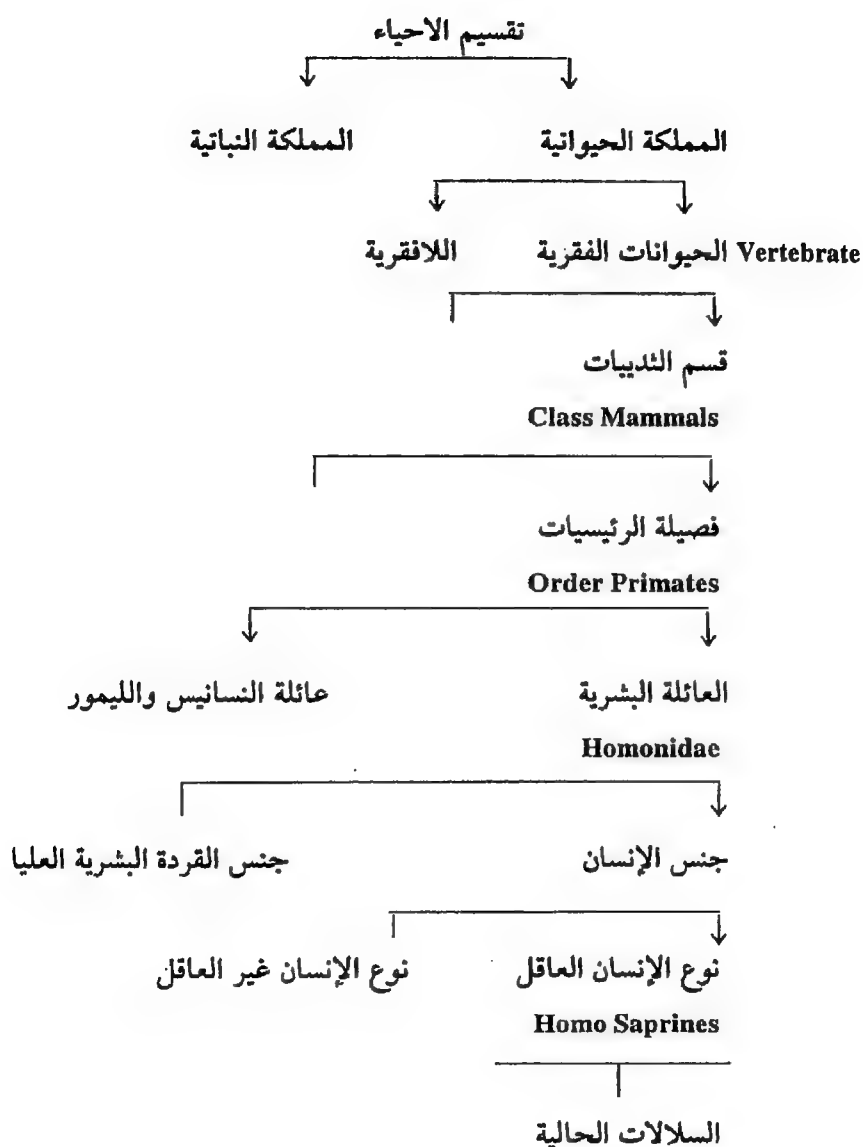 تقسيم الاحياء
المملكة الحيوانية المملكة النباتية
Vertebrate الحيوانات الفقزية اللافقرية
قسم الثدييات
Class Mammals
فصيلة الرئيسيات
Order Primates
العائلة البشرية عائلة النسانيس والليمور
Homonidae
جنس الإنسان جنس القردة البشرية العليا
نوع الإنسان العاقل نوع الإنسان غير العاقل
Homo Saprines
السلالات الحالية